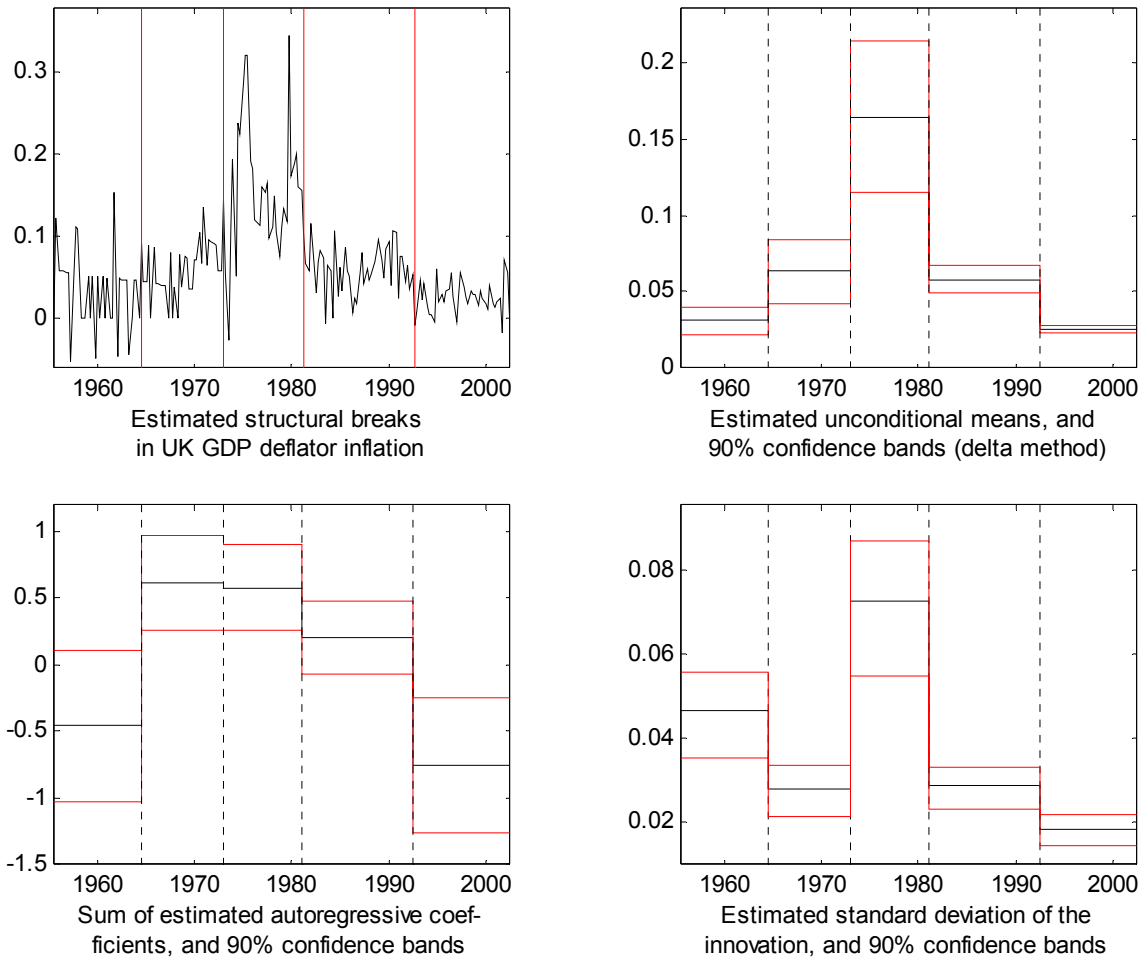 0.3
0.2
0.1
0
1960 1970 1980 1990 2000
Estimated structural breaks
in UK GDP deflator inflation
0.2
0.15
0.1
0.05
0
1960 1970 1980 1990 2000
Estimated unconditional means, and
90% confidence bands (delta method)
1
0.5
0
-0.5
-1
-1.5
1960 1970 1980 1990 2000
Sum of estimated autoregressive coef-
ficients, and 90% confidence bands
0.08
0.06
0.04
0.02
1960 1970 1980 1990 2000
Estimated standard deviation of the
innovation, and 90% confidence bands